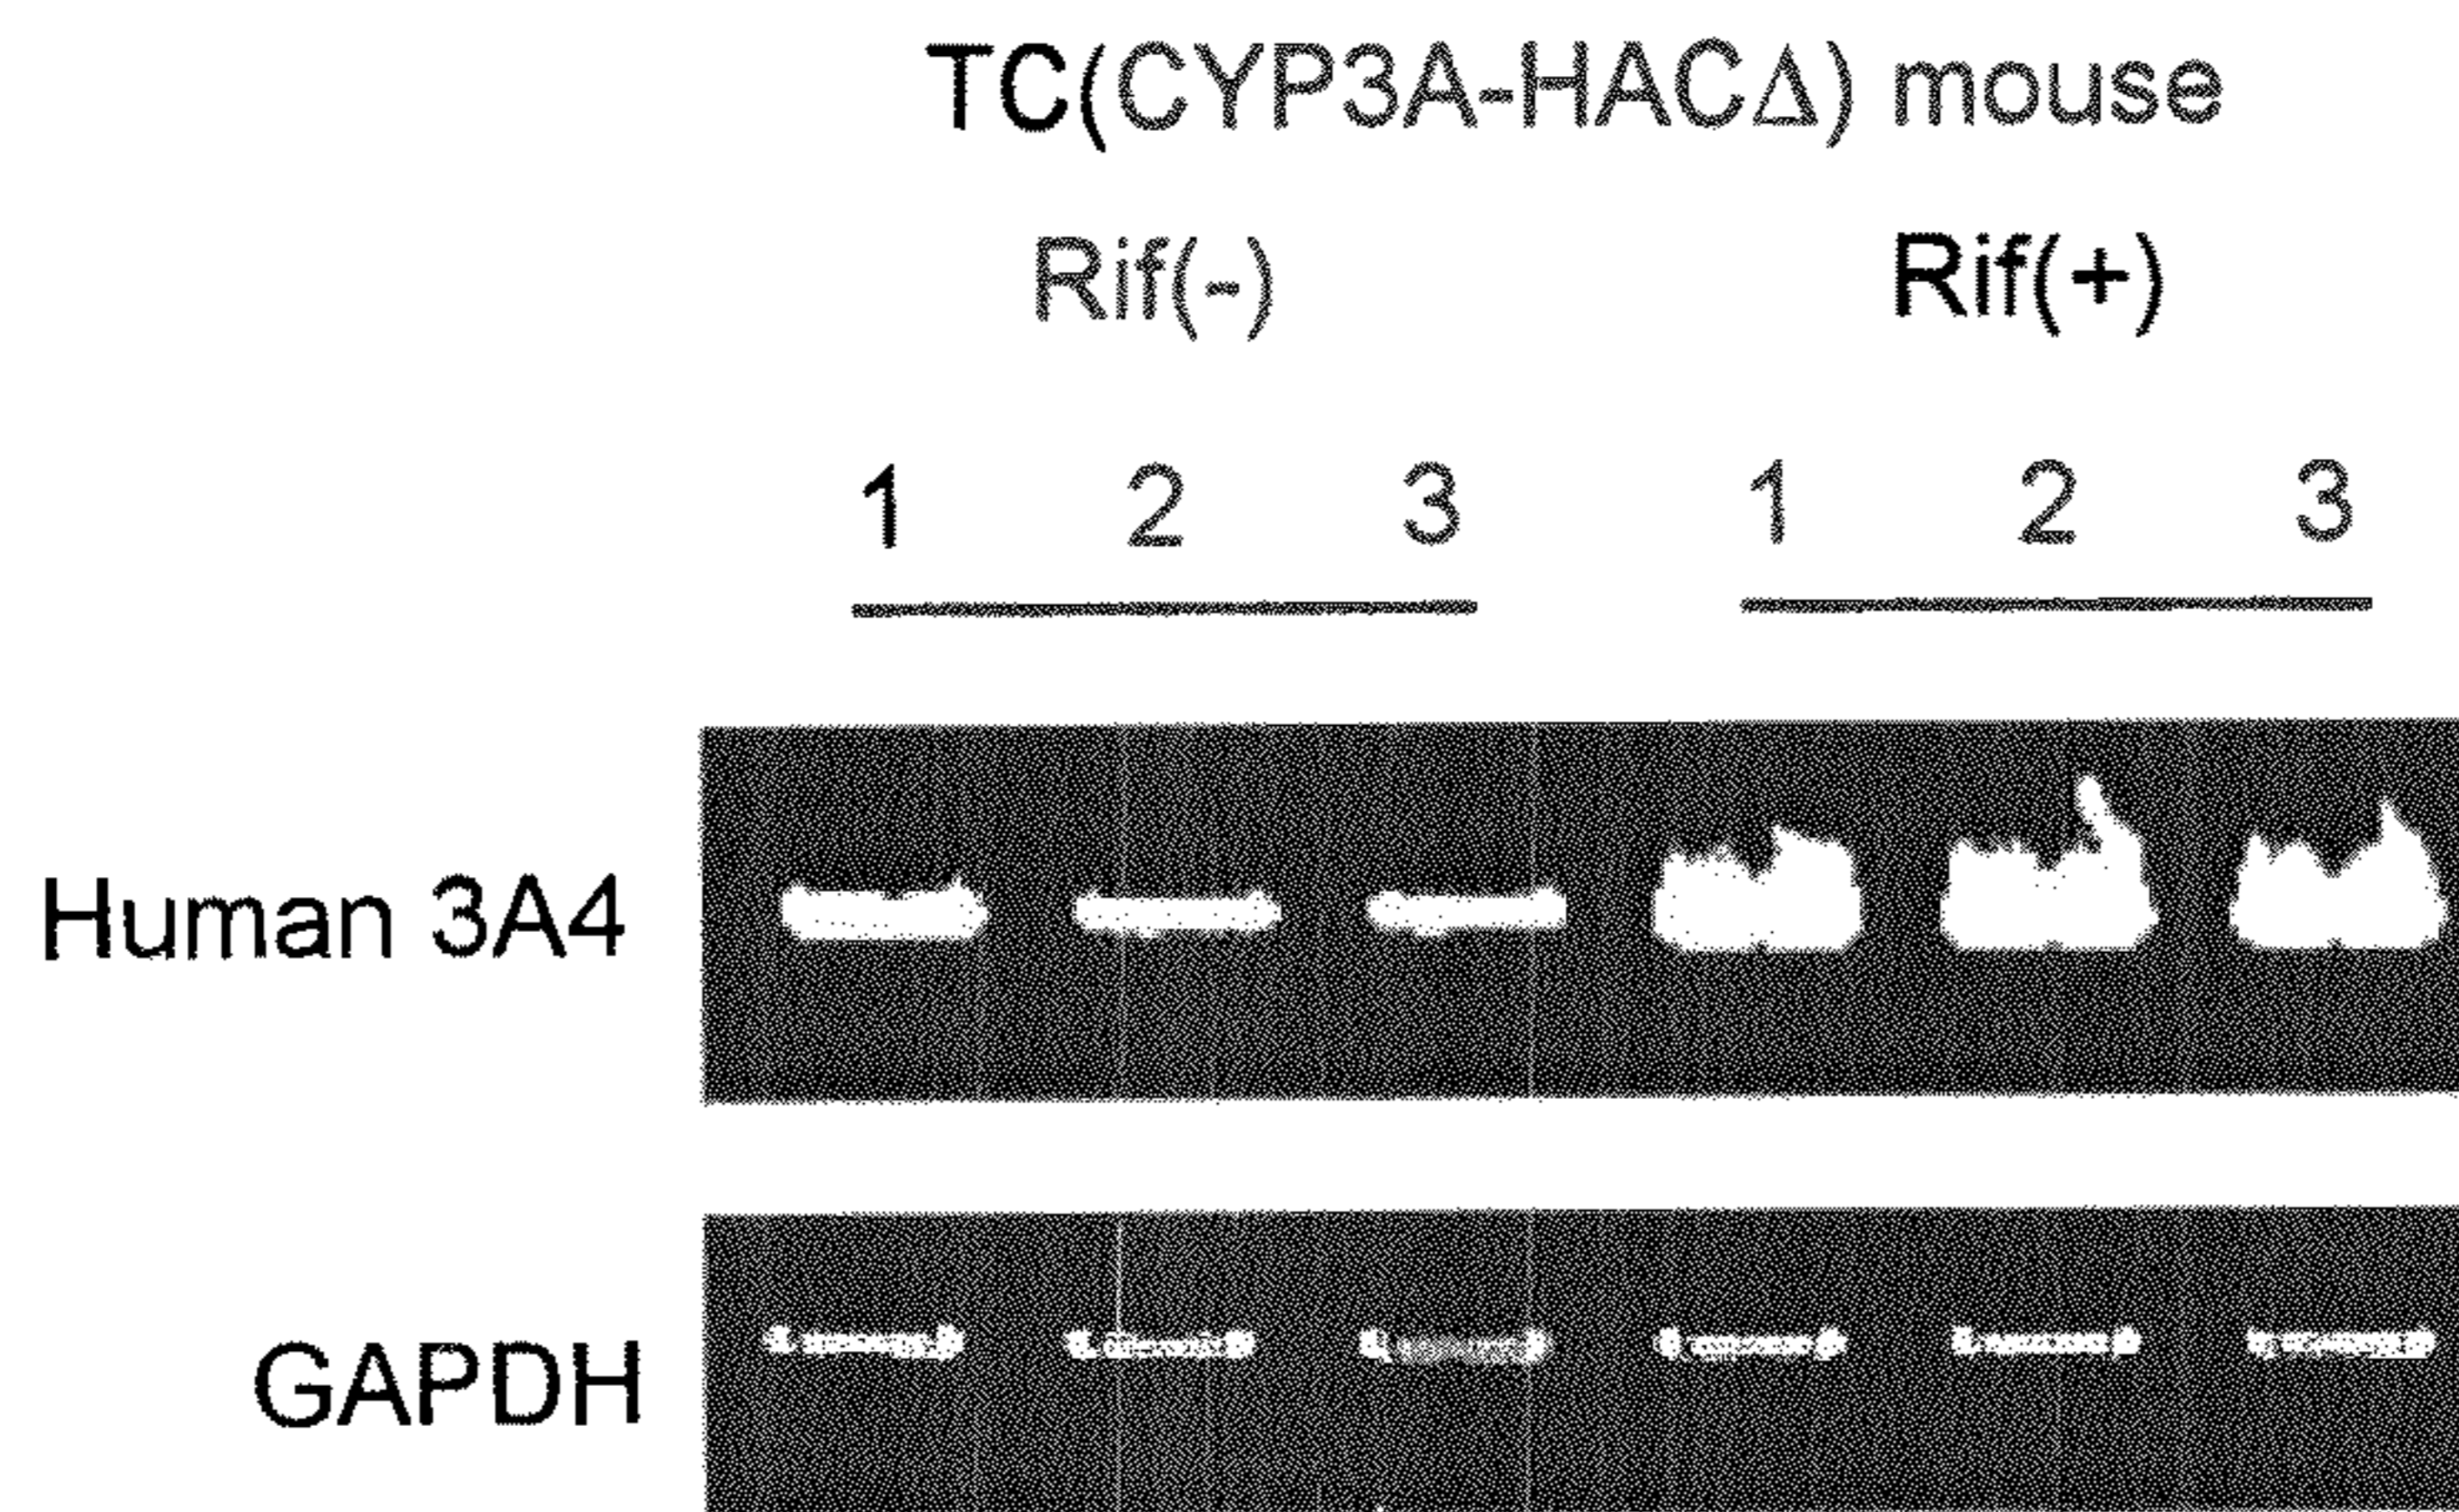 TC(CYP3A-HACΔ) mouse
Rif(-) Rif(+)
1 2 3 1 2 3
Human 3A4
GAPDH